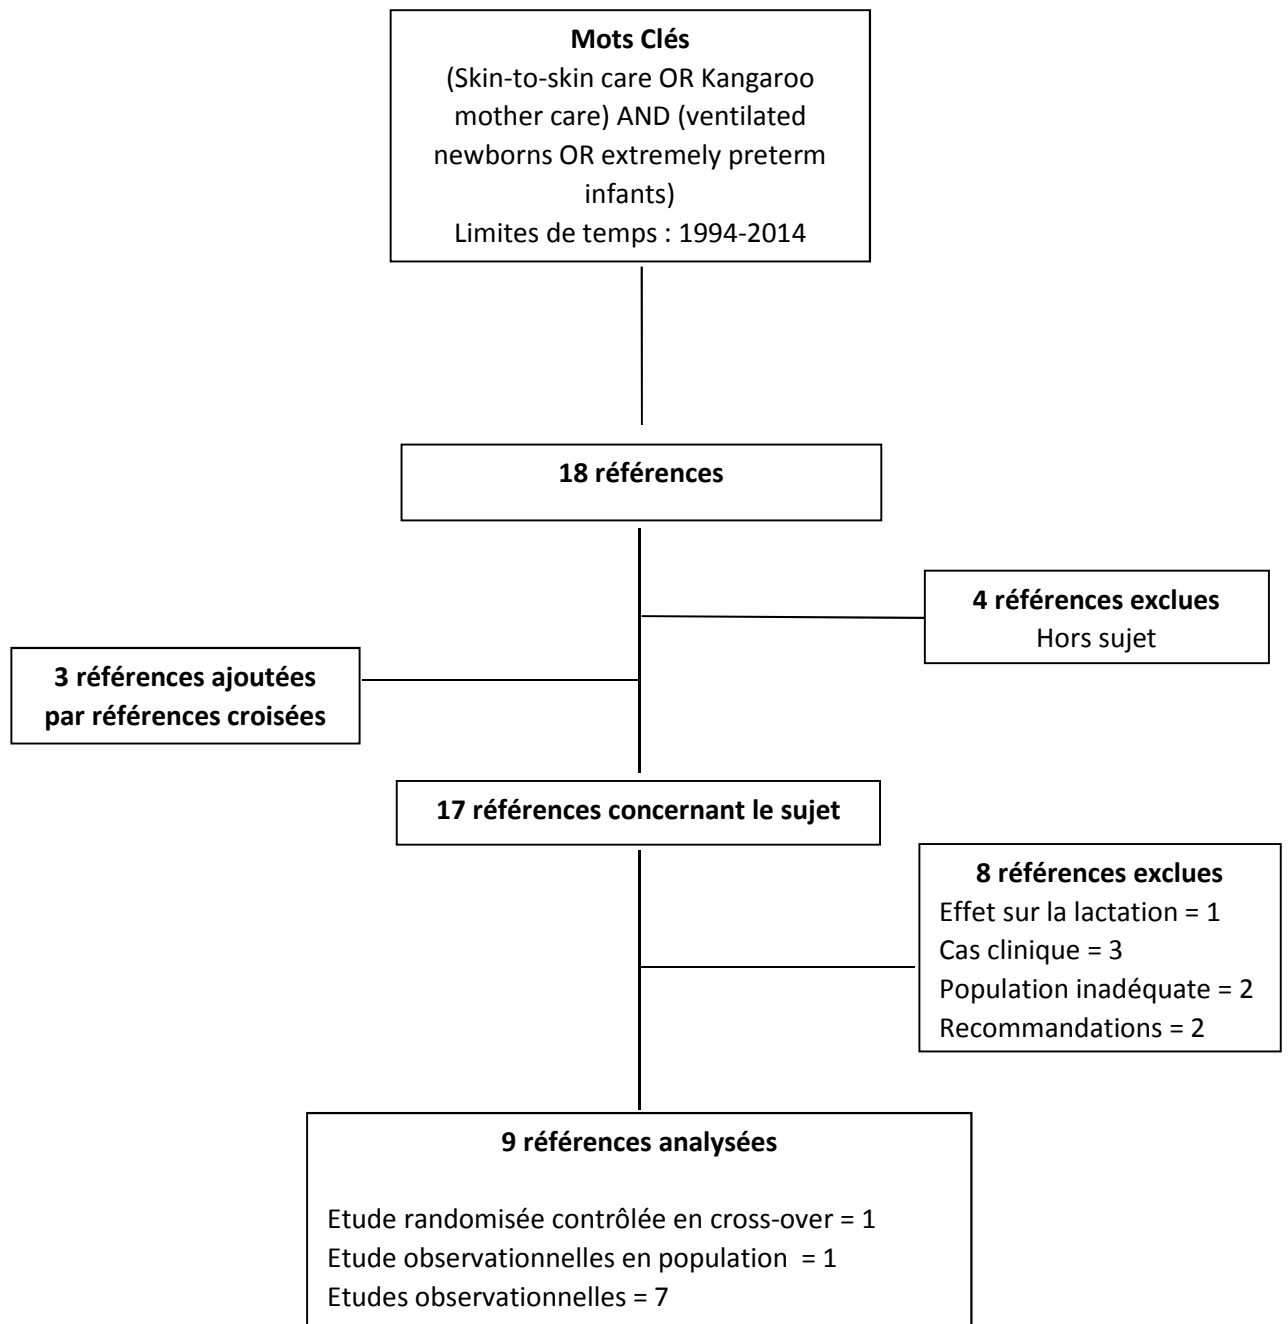 Mots Clés
(Skin-to-skin care OR Kangaroo
mother care) AND (ventilated
newborns OR extremely preterm
infants)
Limites de temps : 1994-2014
18 références
4 références exclues
Hors sujet
3 références ajoutées
par références croisées
17 références concernant le sujet
8 références exclues
Effet sur la lactation = 1
Cas clinique = 3
Population inadéquate = 2
Recommandations = 2
9 références analysées
Etude randomisée contrôlée en cross-over = 1
Etude observationnelles en population = 1
Etudes observationnelles = 7